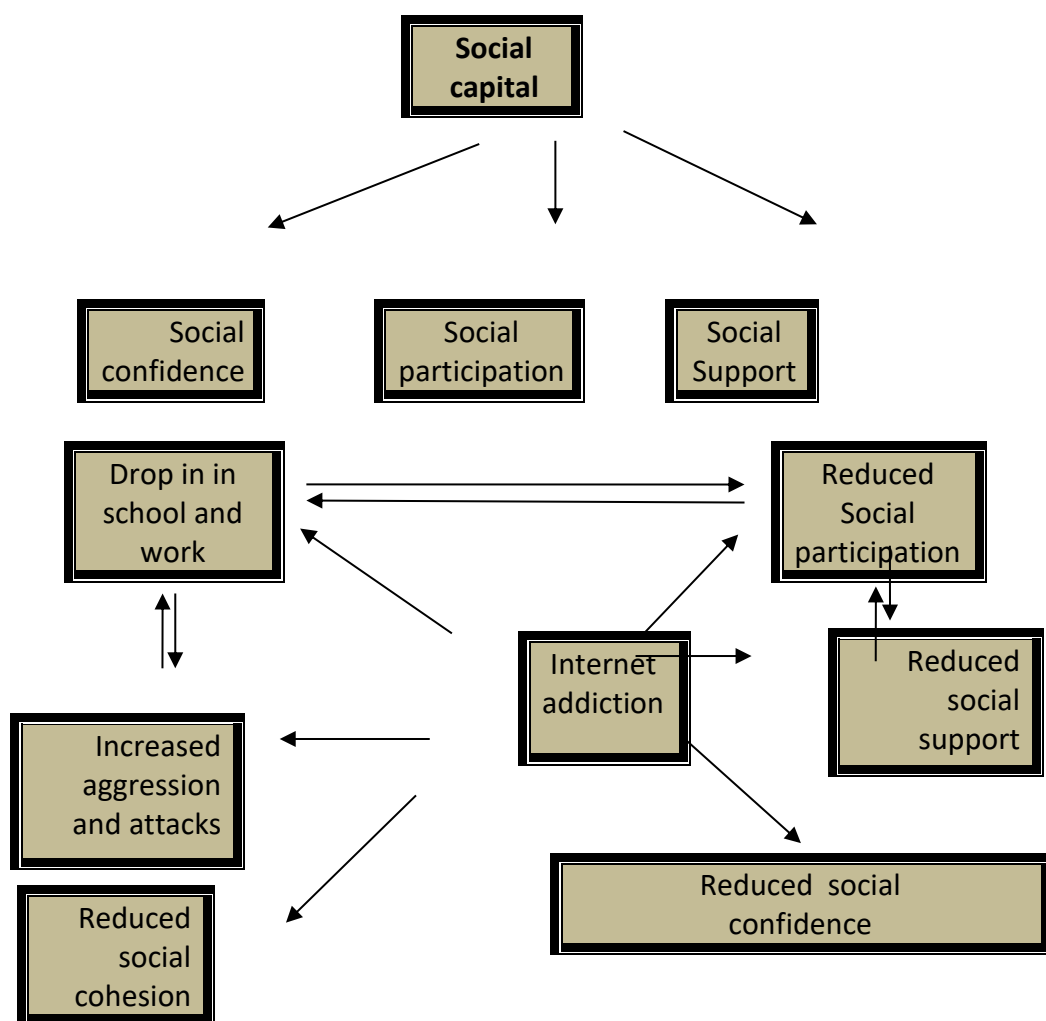 Social
capital
Social
confidence
Social
participation
Social
Support
Drop in in
school and
work
Reduced
Social
participation
Internet
addiction
Reduced
social
support
Increased
aggression
and attacks
Reduced social
confidence
Reduced
social
cohesion